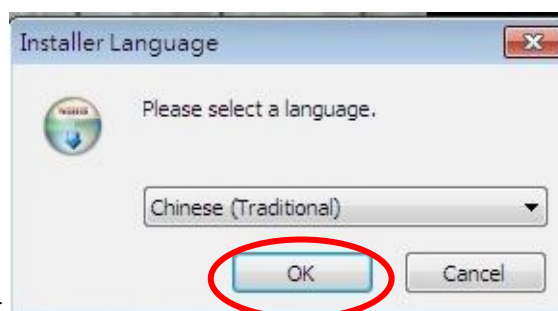 Installer Language
Please select a language.
Chinese (Traditional)
OK
Cancel